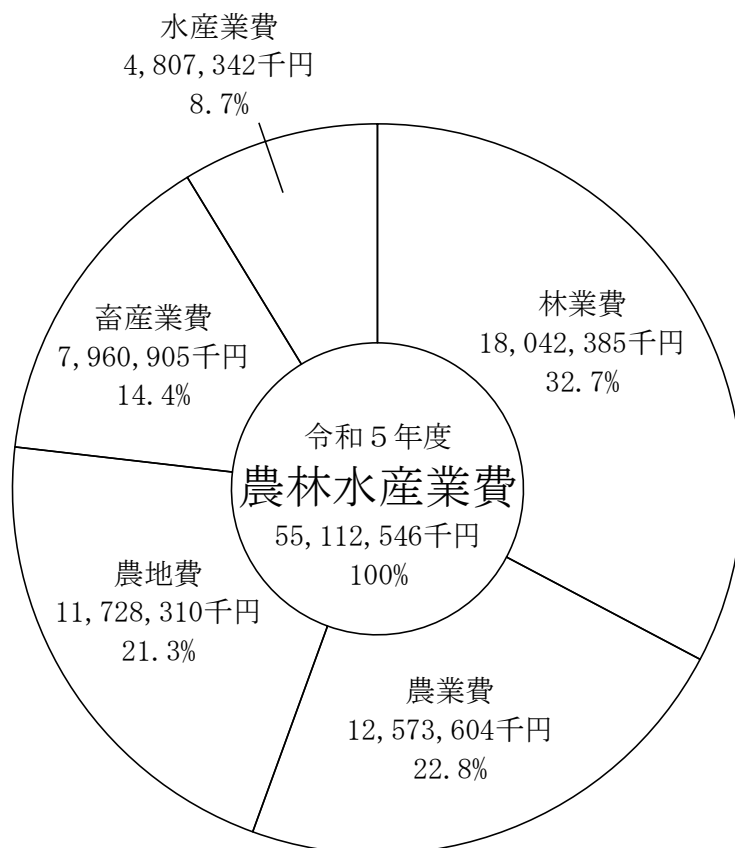 水産業費
4,807,342千円
8.7%
林業費
18,042,385千円
32.7%
畜産業費
7,960,905千円
14.4%
令和５年度
農林水産業費
55,112,546千円
100%
農地費
11,728,310千円
21.3%
農業費
12,573,604千円
22.8%